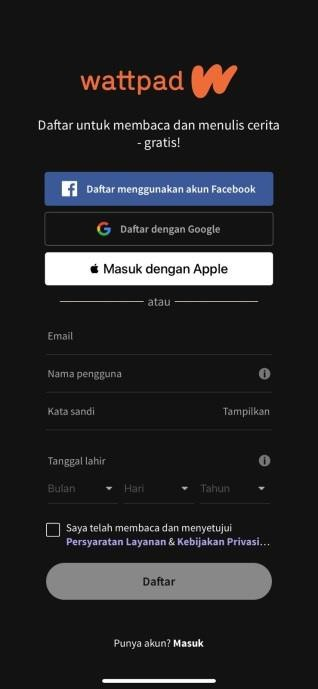 wattpad
Daftar untuk membaca dan menulis cerita
- gratis!
Daftar menggunakan akun Facebook
Daftar dengan Google
Masuk dengan Apple
atau
Email
Nama pengguna
Kata sandi Tampilkan
Tanggal lahir
Bulan Hari Tahun
Saya telah membaca dan menyetujui
Persyaratan Layanan & Kebijakan Privasi...
Daftar
Punya akun? Masuk